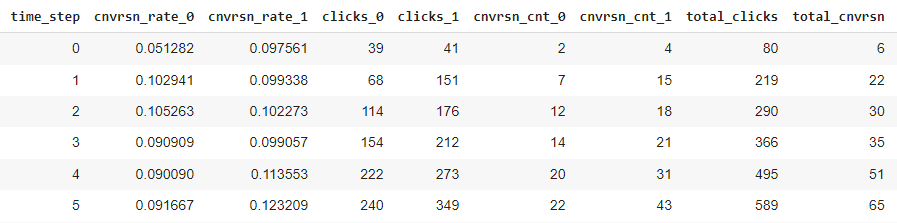 time_step cnvrsn_rate_0 cnvrsn_rate_1 clicks_0 clicks_1 cnvrsn_cnt_0 cnvrsn_cnt_1 total_clicks total_cnvrsn
0 0.051282 0.097561 39 41 2 4 80 6
1 0.102941 0.099338 68 151 7 15 219 22
2 0.105263 0.102273 114 176 12 18 290 30
3 0.090909 0.099057 154 212 14 21 366 35
4 0.090090 0.113553 222 273 20 31 495 51
5 0.091667 0.123209 240 349 22 43 589 65